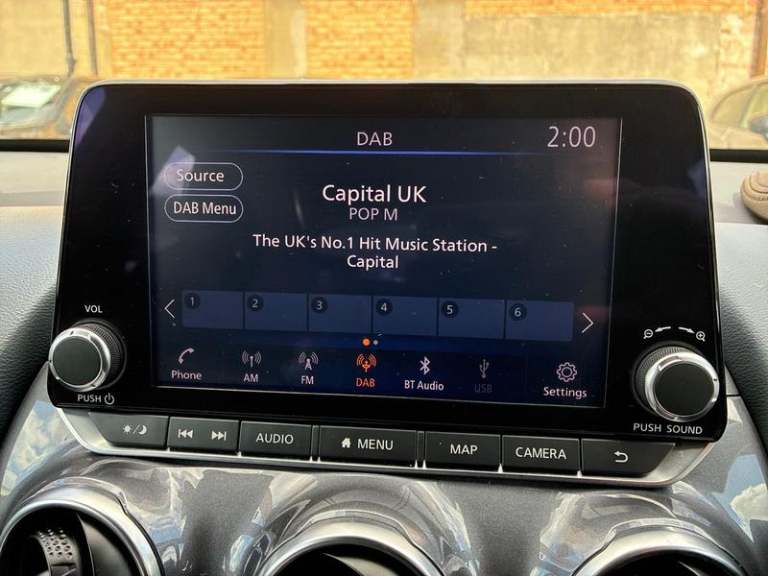 DAB
2:00
Source
DAB Menu
Capital UK
POP M
The UK's No.1 Hit Music Station -
Capital
1 2 3 4 5 6
Phone AM FM DAB BT Audio USB Settings
VOL
PUSH
PUSH SOUND
AUDIO MENU MAP CAMERA